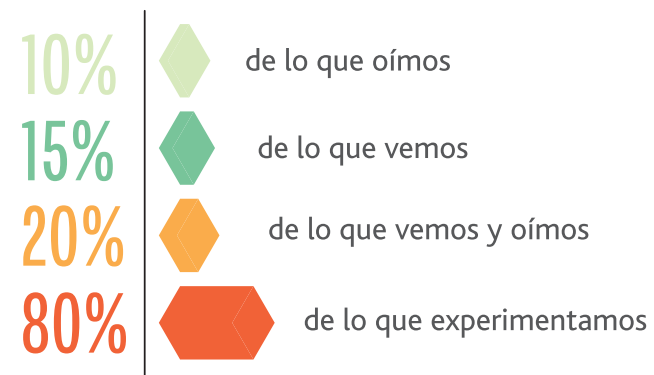 10% de lo que oímos
15% de lo que vemos
20% de lo que vemos y oímos
80% de lo que experimentamos